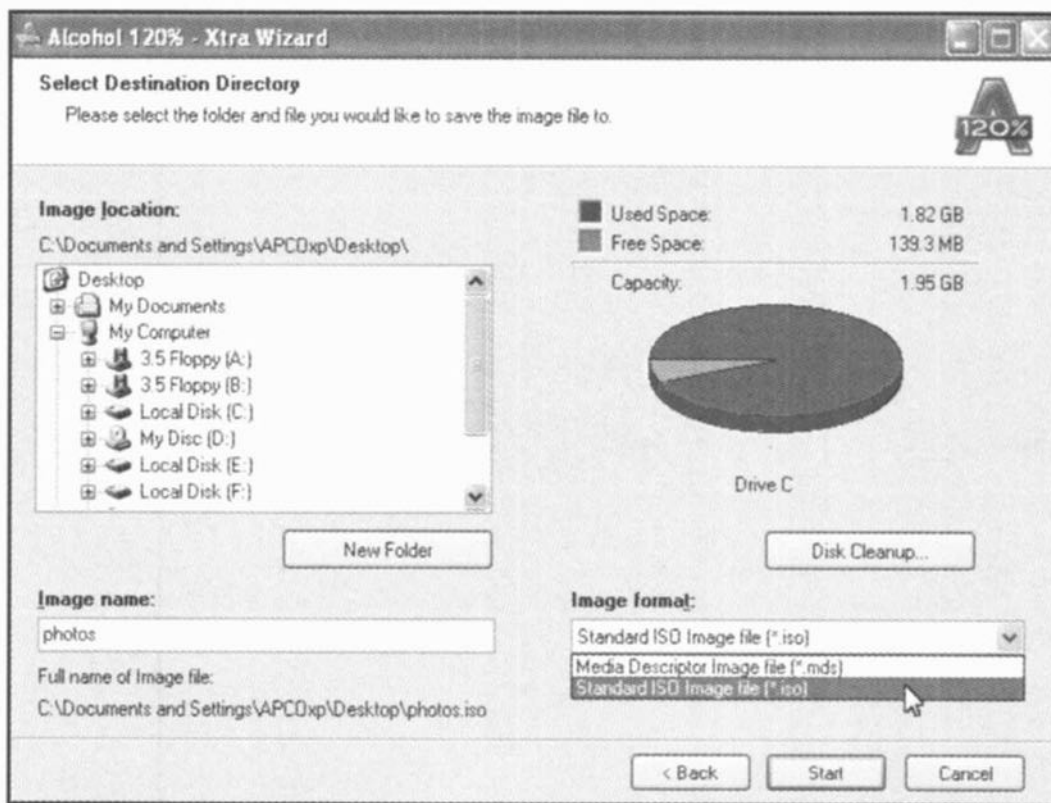 Alcohol 120% - Xtra Wizard
Select Destination Directory
Please select the folder and file you would like to save the image file to.
120%
Image location:
C:\Documents and Settings\APCOxp\Desktop\
Desktop
My Documents
My Computer
3.5 Floppy (A:)
3.5 Floppy (B:)
Local Disk (C:)
My Disc (D:)
Local Disk (E:)
Local Disk (F:)
New Folder
Used Space: 1.82 GB
Free Space: 139.3 MB
Capacity: 1.95 GB
Drive C
Disk Cleanup...
Image name:
photos
Full name of Image file:
C:\Documents and Settings\APCOxp\Desktop\photos.iso
Image format:
Standard ISO Image file (*.iso)
Media Descriptor Image file (*.mds)
Standard ISO Image file (*.iso)
< Back
Start
Cancel